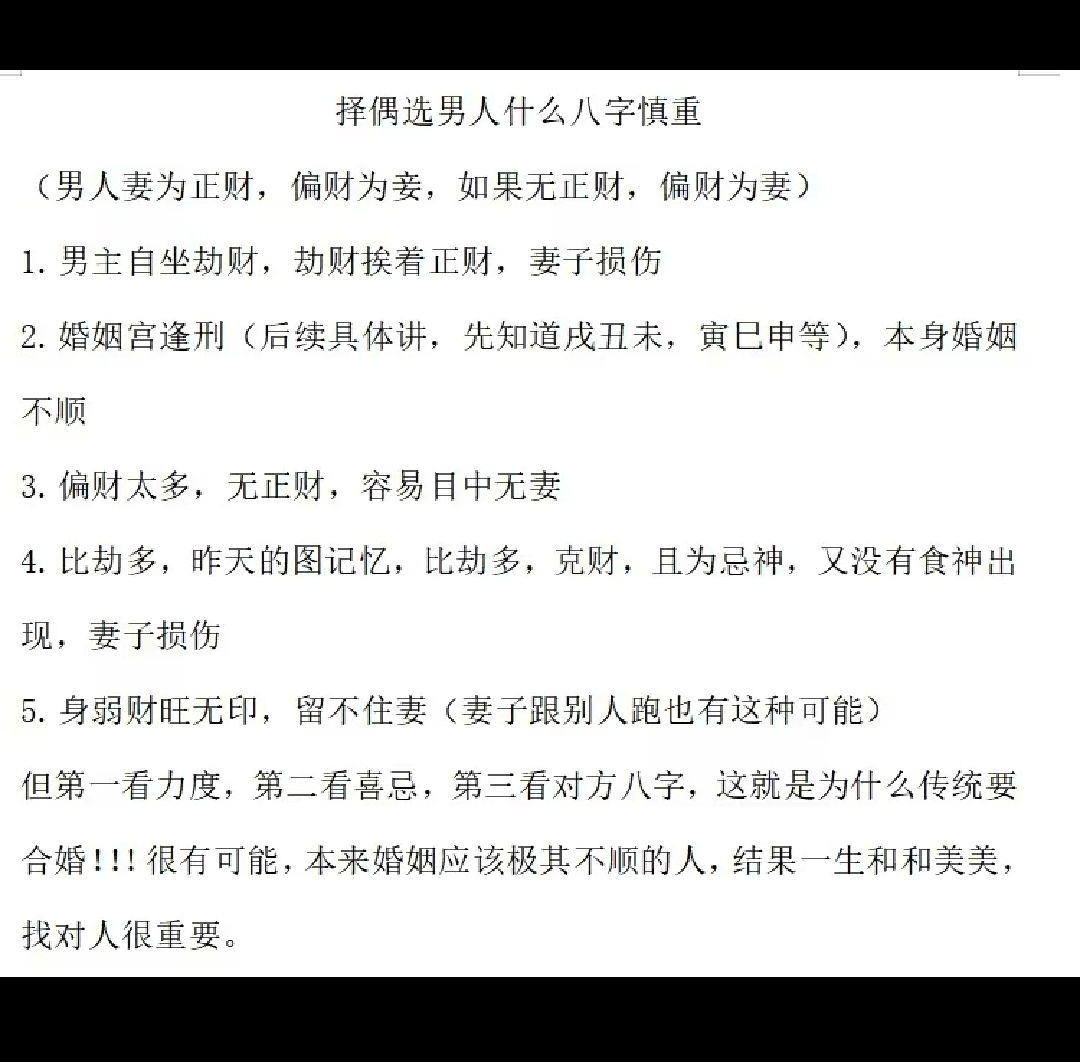 择偶选男人什么八字慎重
（男人妻为正财，偏财为妾，如果无正财，偏财为妻）
1. 男主自坐劫财，劫财挨着正财，妻子损伤
2. 婚姻宫逢刑（后续具体讲，先知道戌丑未，寅巳申等），本身婚姻
不顺
3. 偏财太多，无正财，容易目中无妻
4. 比劫多，昨天的图记忆，比劫多，克财，且为忌神，又没有食神出
现，妻子损伤
5. 身弱财旺无印，留不住妻（妻子跟别人跑也有这种可能）
但第一看力度，第二看喜忌，第三看对方八字，这就是为什么传统要
合婚！！！很有可能，本来婚姻应该极其不顺的人，结果一生和和美美，
找对人很重要。